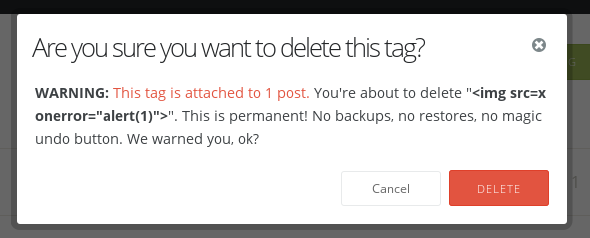 Are you sure you want to delete this tag?
WARNING: This tag is attached to 1 post. You're about to delete "<img src=x
onerror="alert(1)">". This is permanent! No backups, no restores, no magic
undo button. We warned you, ok?
Cancel
DELETE